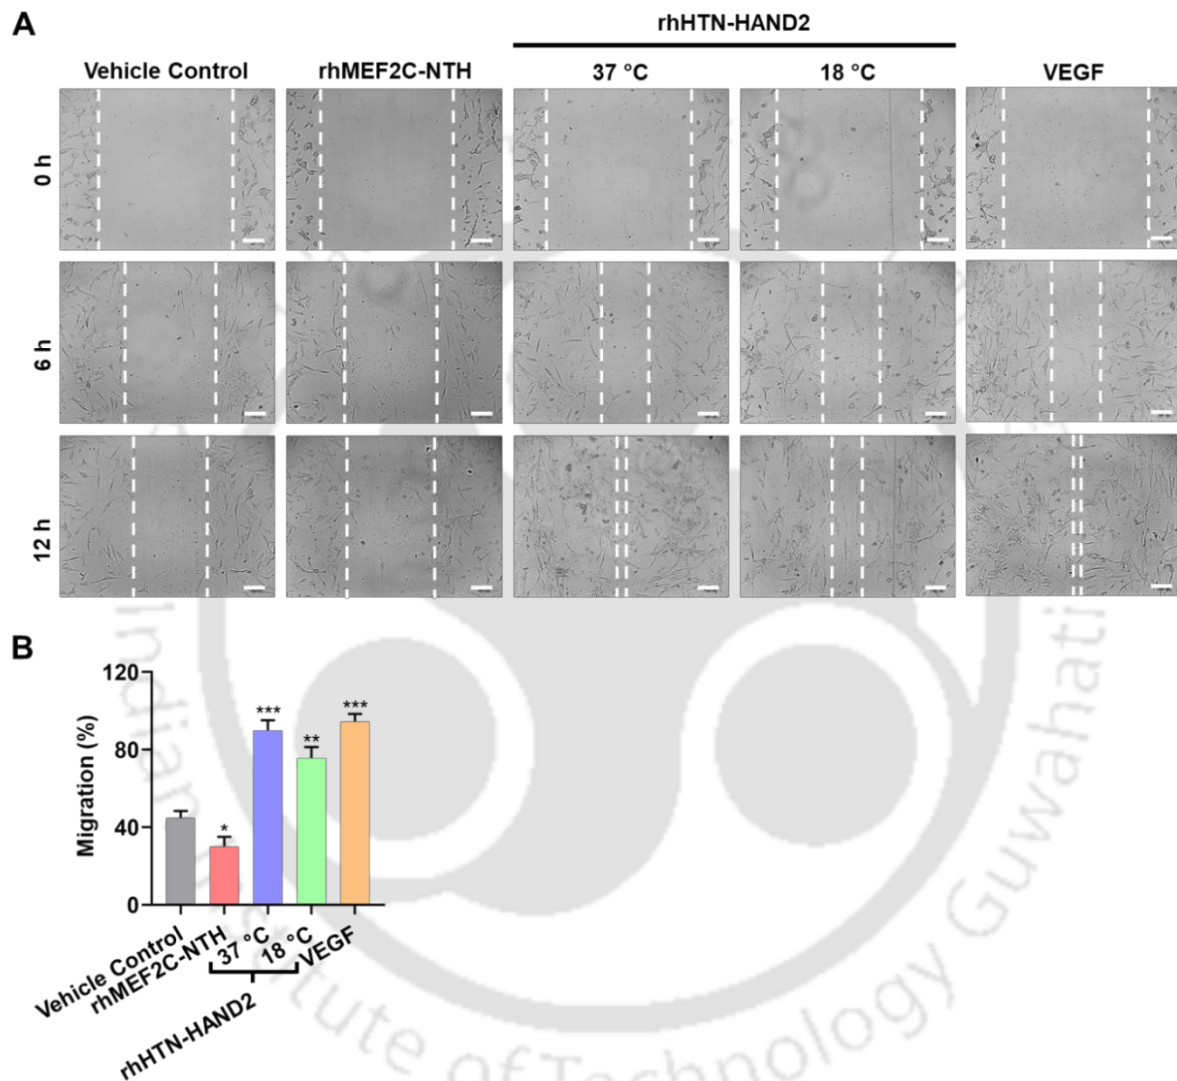 A
rhHTN-HAND2
Vehicle Control rhMEF2C-NTH 37 °C 18 °C VEGF
0 h
6 h
12 h
B
120
80
40
0
Migration (%)
*
***
**
***
Vehicle Control
rhMEF2C-NTH
37 °C
18 °C
VEGF
rhHTN-HAND2
Indian Institute of Technology Guwahati